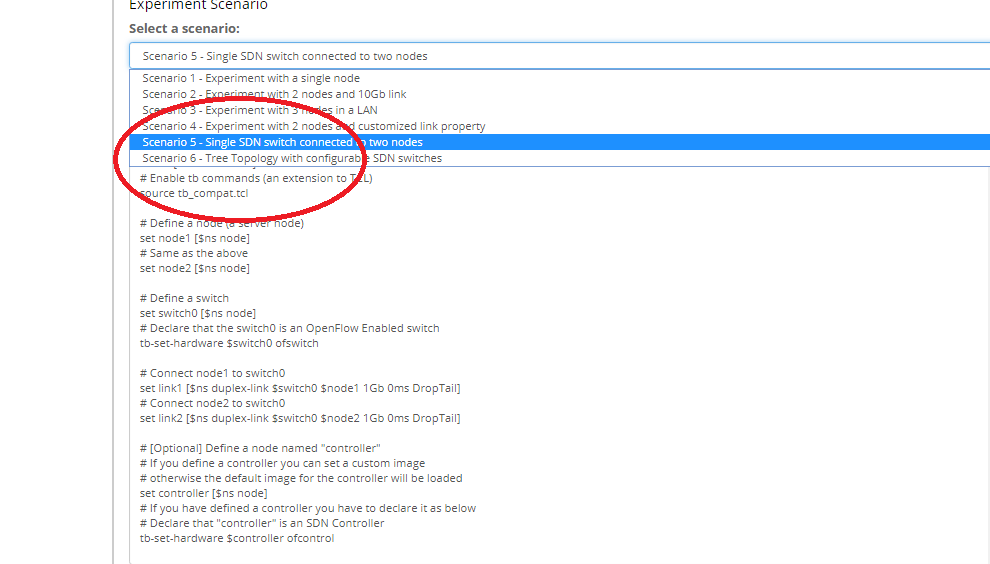 Experiment Scenario
Select a scenario:
Scenario 5 - Single SDN switch connected to two nodes
Scenario 1 - Experiment with a single node
Scenario 2 - Experiment with 2 nodes and 10Gb link
Scenario 3 - Experiment with 3 nodes in a LAN
Scenario 4 - Experiment with 2 nodes and customized link property
Scenario 5 - Single SDN switch connected to two nodes
Scenario 6 - Tree Topology with configurable SDN switches
# Enable tb commands (an extension to TCL)
source tb_compat.tcl
# Define a node (a server node)
set node1 [$ns node]
# Same as the above
set node2 [$ns node]
# Define a switch
set switch0 [$ns node]
# Declare that the switch0 is an OpenFlow Enabled switch
tb-set-hardware $switch0 ofswitch
# Connect node1 to switch0
set link1 [$ns duplex-link $switch0 $node1 1Gb 0ms DropTail]
# Connect node2 to switch0
set link2 [$ns duplex-link $switch0 $node2 1Gb 0ms DropTail]
# [Optional] Define a node named "controller"
# If you define a controller you can set a custom image
# otherwise the default image for the controller will be loaded
set controller [$ns node]
# If you have defined a controller you have to declare it as below
# Declare that "controller" is an SDN Controller
tb-set-hardware $controller ofcontrol